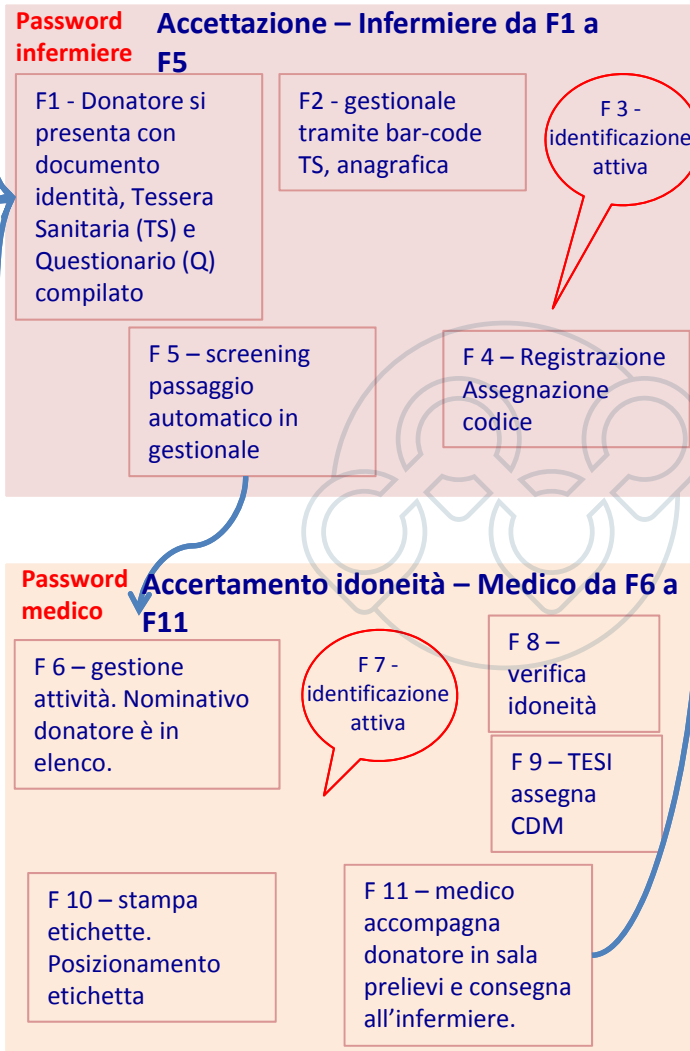 Password
infermiere
Accettazione – Infermiere da F1 a
F5
F1 - Donatore si
presenta con
documento
identità, Tessera
Sanitaria (TS) e
Questionario (Q)
compilato
F2 - gestionale
tramite bar-code
TS, anagrafica
F 3 -
identificazione
attiva
F 5 – screening
passaggio
automatico in
gestionale
F 4 – Registrazione
Assegnazione
codice
Password
medico
Accertamento idoneità – Medico da F6 a
F11
F 6 – gestione
attività. Nominativo
donatore è in
elenco.
F 7 -
identificazione
attiva
F 8 –
verifica
idoneità
F 9 – TESI
assegna
CDM
F 10 – stampa
etichette.
Posizionamento
etichetta
F 11 – medico
accompagna
donatore in sala
prelievi e consegna
all'infermiere.